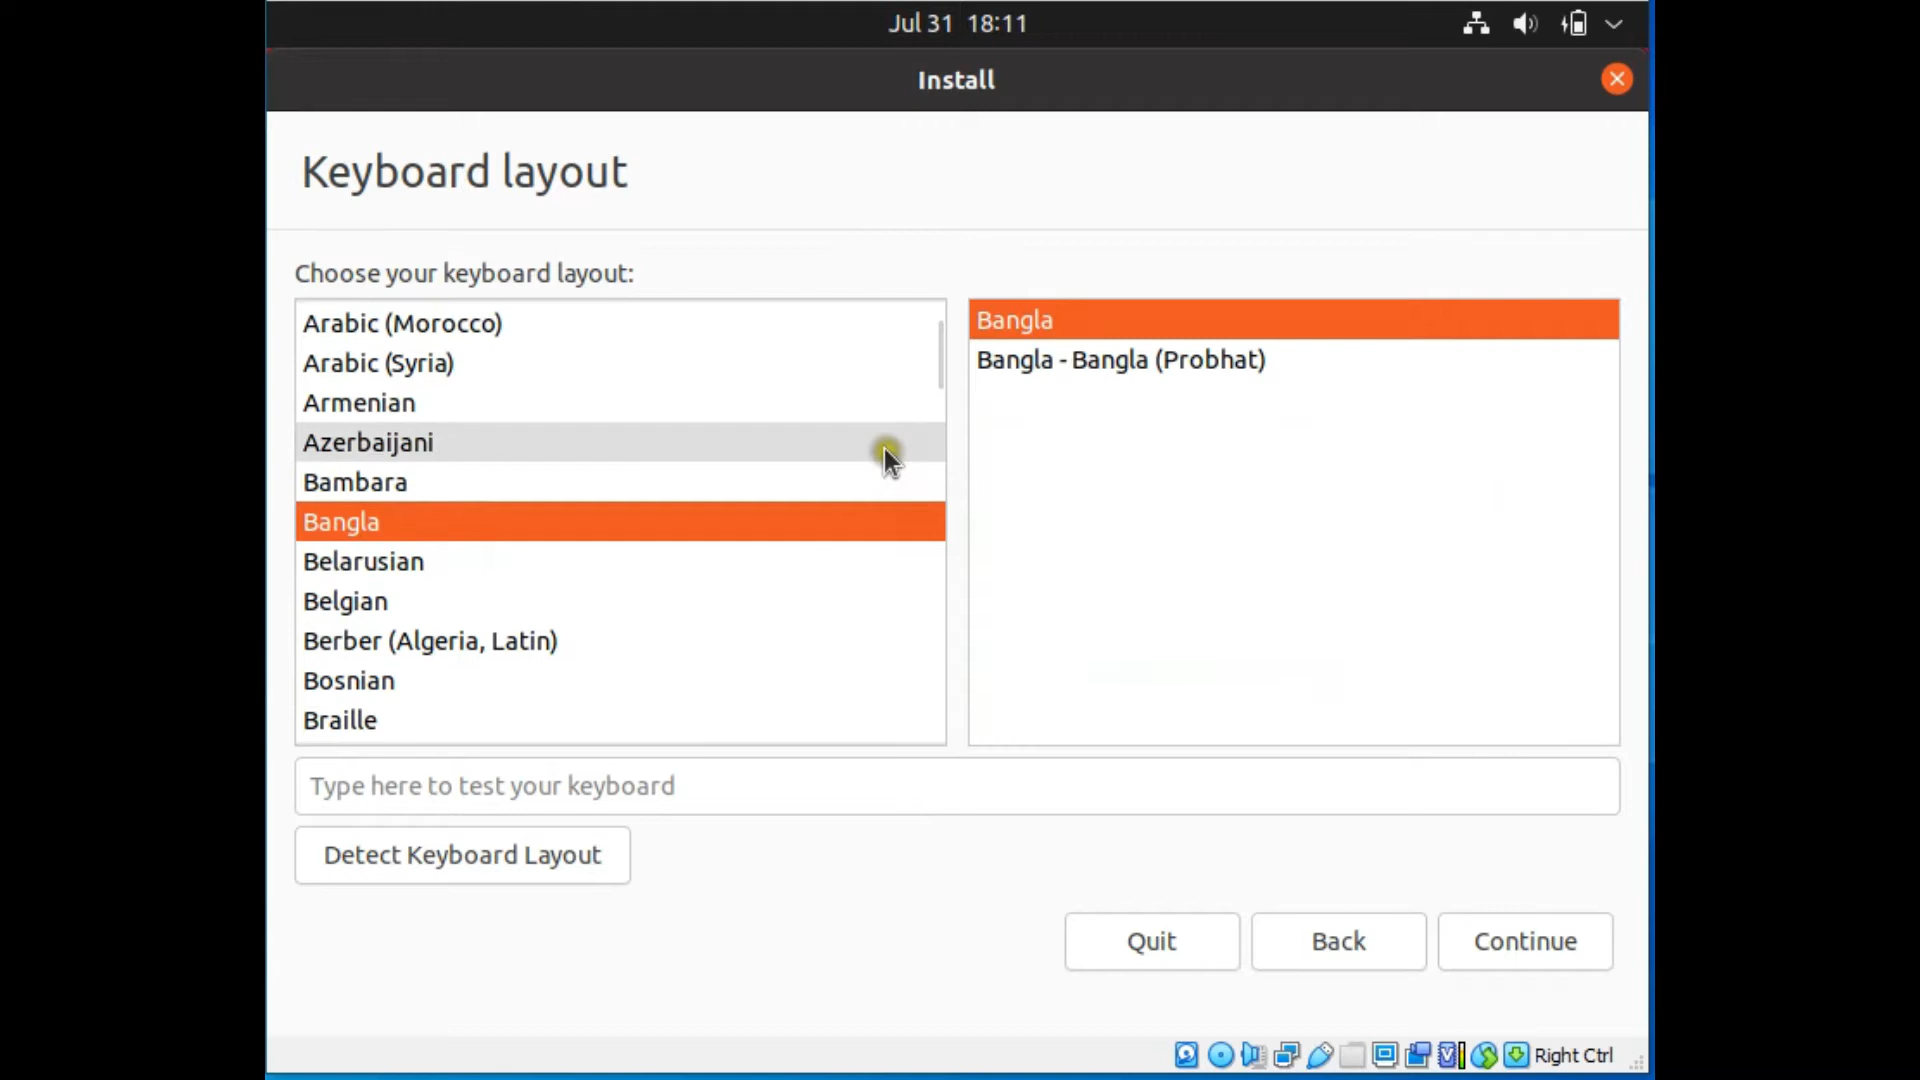 Jul 31 18:11
Install
Keyboard layout
Choose your keyboard layout:
Arabic (Morocco)
Arabic (Syria)
Armenian
Azerbaijani
Bambara
Bangla
Belarusian
Belgian
Berber (Algeria, Latin)
Bosnian
Braille
Bangla
Bangla - Bangla (Probhat)
Type here to test your keyboard
Detect Keyboard Layout
Quit
Back
Continue
Right Ctrl